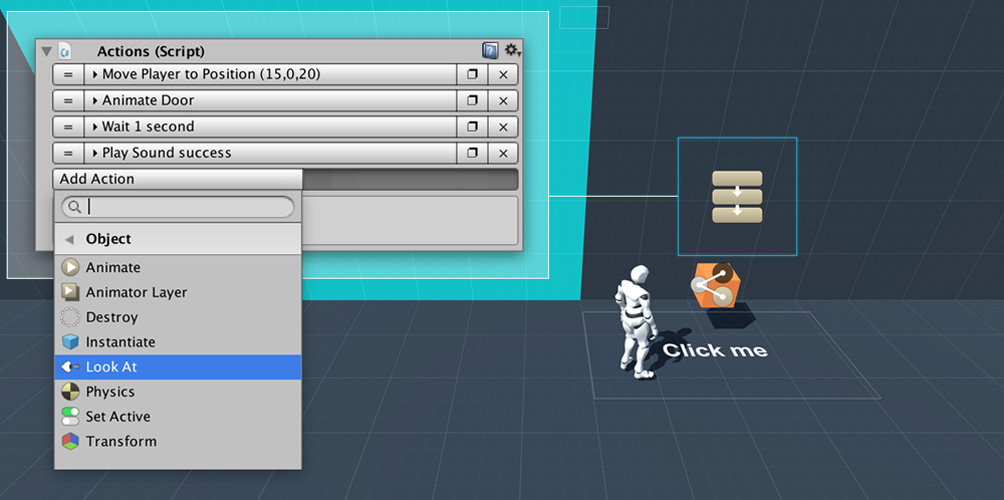 Actions (Script)
Move Player to Position (15,0,20)
Animate Door
Wait 1 second
Play Sound success
Add Action
Object
Animate
Animator Layer
Destroy
Instantiate
Look At
Physics
Set Active
Transform
Click me